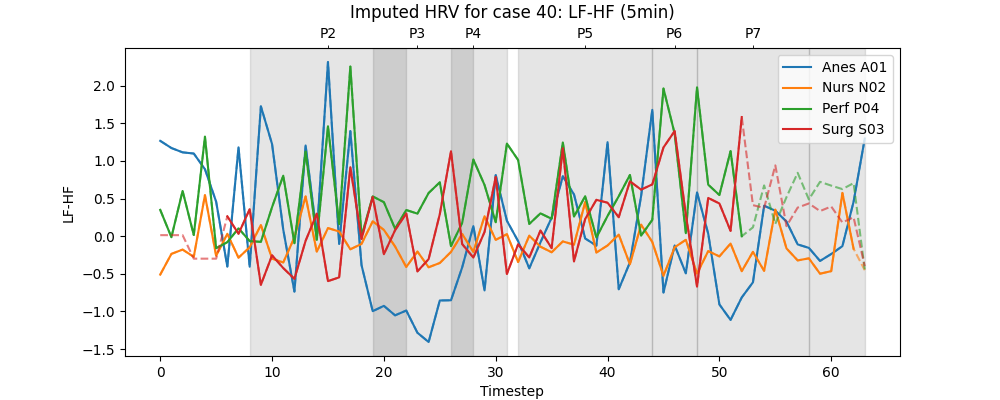 Imputed HRV for case 40: LF-HF (5min)
P2 P3 P4 P5 P6 P7
Anes A01
Nurs N02
Perf P04
Surg S03
LF-HF
2.0
1.5
1.0
0.5
0.0
−0.5
−1.0
−1.5
0 10 20 30 40 50 60
Timestep